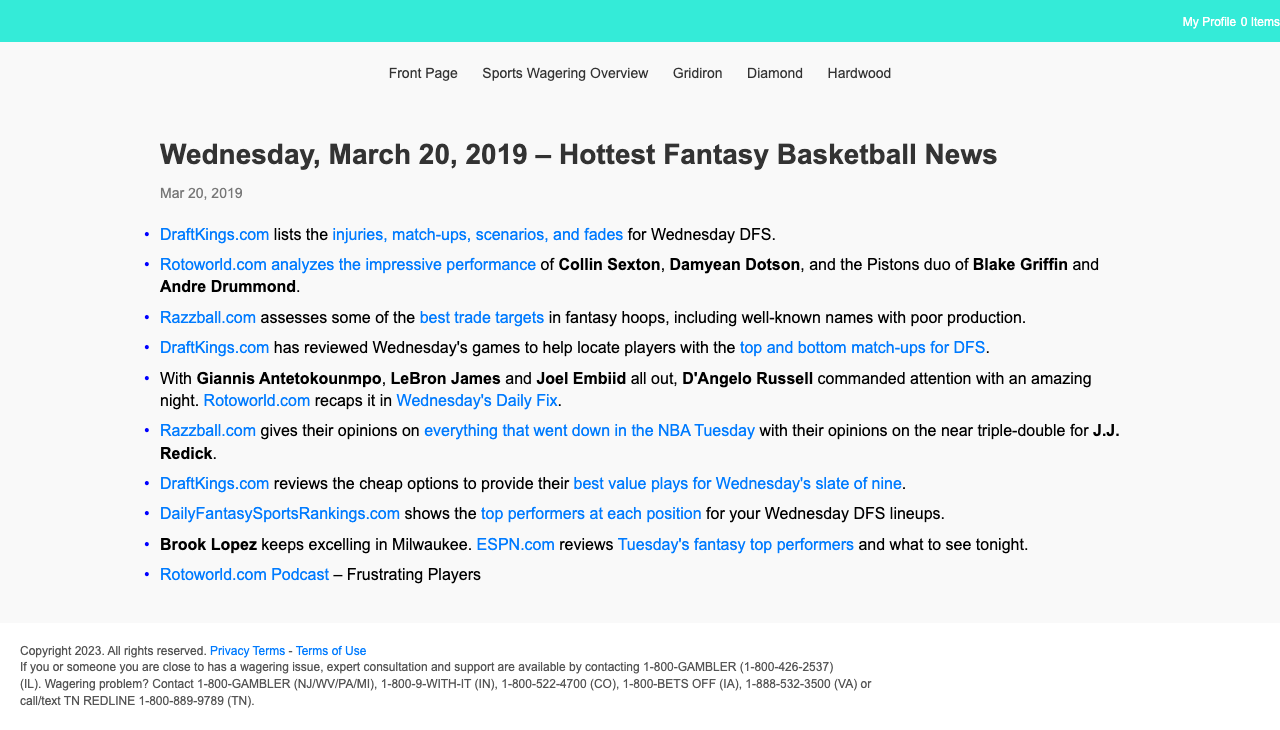 My Profile 0 Items
Front Page Sports Wagering Overview Gridiron Diamond Hardwood
Wednesday, March 20, 2019 – Hottest Fantasy Basketball News
Mar 20, 2019
• DraftKings.com lists the injuries, match-ups, scenarios, and fades for Wednesday DFS.
• Rotoworld.com analyzes the impressive performance of Collin Sexton, Damyean Dotson, and the Pistons duo of Blake Griffin and
Andre Drummond.
• Razzball.com assesses some of the best trade targets in fantasy hoops, including well-known names with poor production.
• DraftKings.com has reviewed Wednesday's games to help locate players with the top and bottom match-ups for DFS.
• With Giannis Antetokounmpo, LeBron James and Joel Embiid all out, D'Angelo Russell commanded attention with an amazing
night. Rotoworld.com recaps it in Wednesday's Daily Fix.
• Razzball.com gives their opinions on everything that went down in the NBA Tuesday with their opinions on the near triple-double for J.J.
Redick.
• DraftKings.com reviews the cheap options to provide their best value plays for Wednesday's slate of nine.
• DailyFantasySportsRankings.com shows the top performers at each position for your Wednesday DFS lineups.
• Brook Lopez keeps excelling in Milwaukee. ESPN.com reviews Tuesday's fantasy top performers and what to see tonight.
• Rotoworld.com Podcast – Frustrating Players
Copyright 2023. All rights reserved. Privacy Terms - Terms of Use
If you or someone you are close to has a wagering issue, expert consultation and support are available by contacting 1-800-GAMBLER (1-800-426-2537)
(IL). Wagering problem? Contact 1-800-GAMBLER (NJ/WV/PA/MI), 1-800-9-WITH-IT (IN), 1-800-522-4700 (CO), 1-800-BETS OFF (IA), 1-888-532-3500 (VA) or
call/text TN REDLINE 1-800-889-9789 (TN).